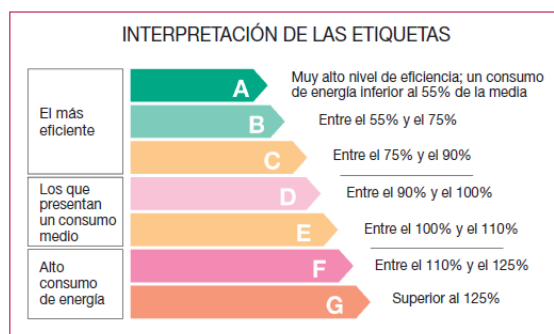 INTERPRETACIÓN DE LAS ETIQUETAS
El más
eficiente
A
Muy alto nivel de eficiencia; un consumo
de energía inferior al 55% de la media
B
Entre el 55% y el 75%
C
Entre el 75% y el 90%
Los que
presentan
un consumo
medio
D
Entre el 90% y el 100%
E
Entre el 100% y el 110%
Alto
consumo
de energía
F
Entre el 110% y el 125%
G
Superior al 125%